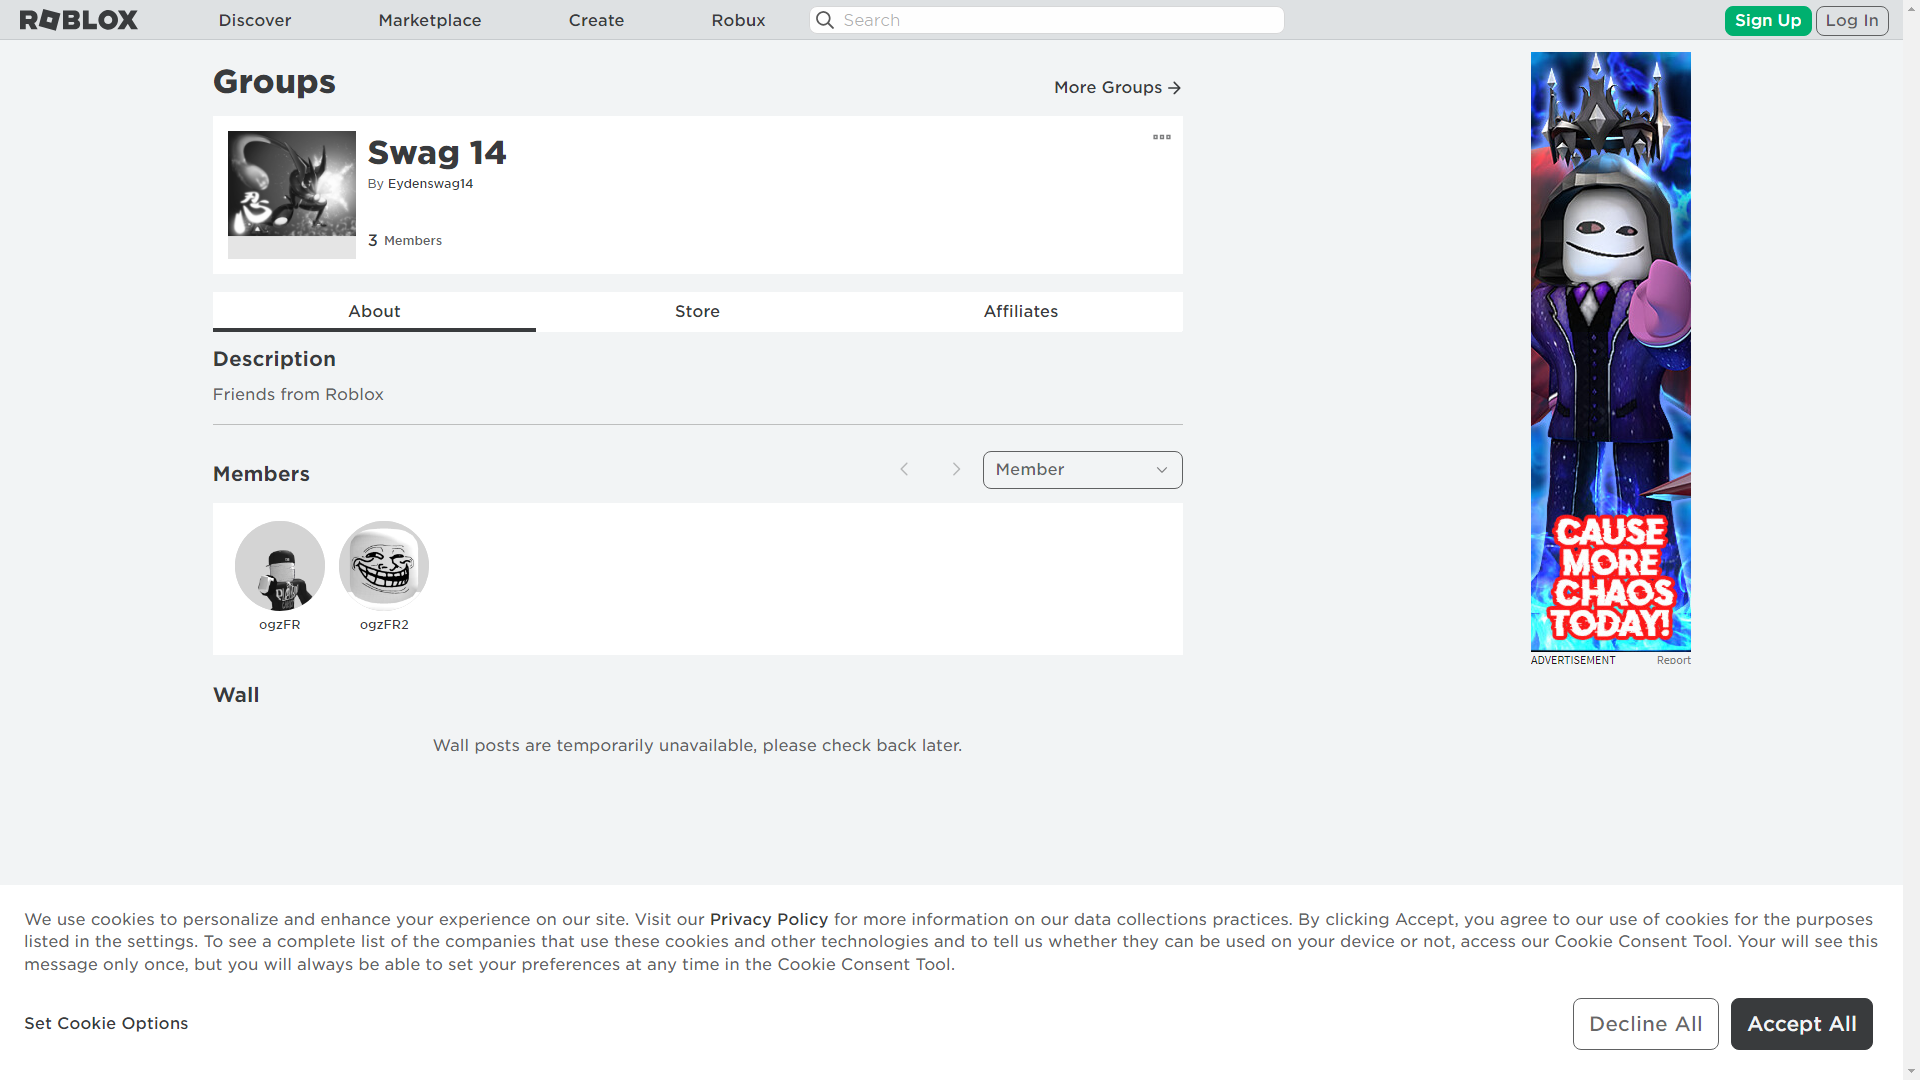 ROBLOX
Discover
Marketplace
Create
Robux
Search
Sign Up
Log In
Groups
More Groups
Swag 14
By Eydenswag14
3 Members
忍
About
Store
Affiliates
Description
Friends from Roblox
Members
Member
ogzFR
ogzFR2
Wall
Wall posts are temporarily unavailable, please check back later.
CAUSE
MORE
CHAOS
TODAY!
ADVERTISEMENT
Report
We use cookies to personalize and enhance your experience on our site. Visit our Privacy Policy for more information on our data collections practices. By clicking Accept, you agree to our use of cookies for the purposes
listed in the settings. To see a complete list of the companies that use these cookies and other technologies and to tell us whether they can be used on your device or not, access our Cookie Consent Tool. Your will see this
message only once, but you will always be able to set your preferences at any time in the Cookie Consent Tool.
Set Cookie Options
Decline All
Accept All